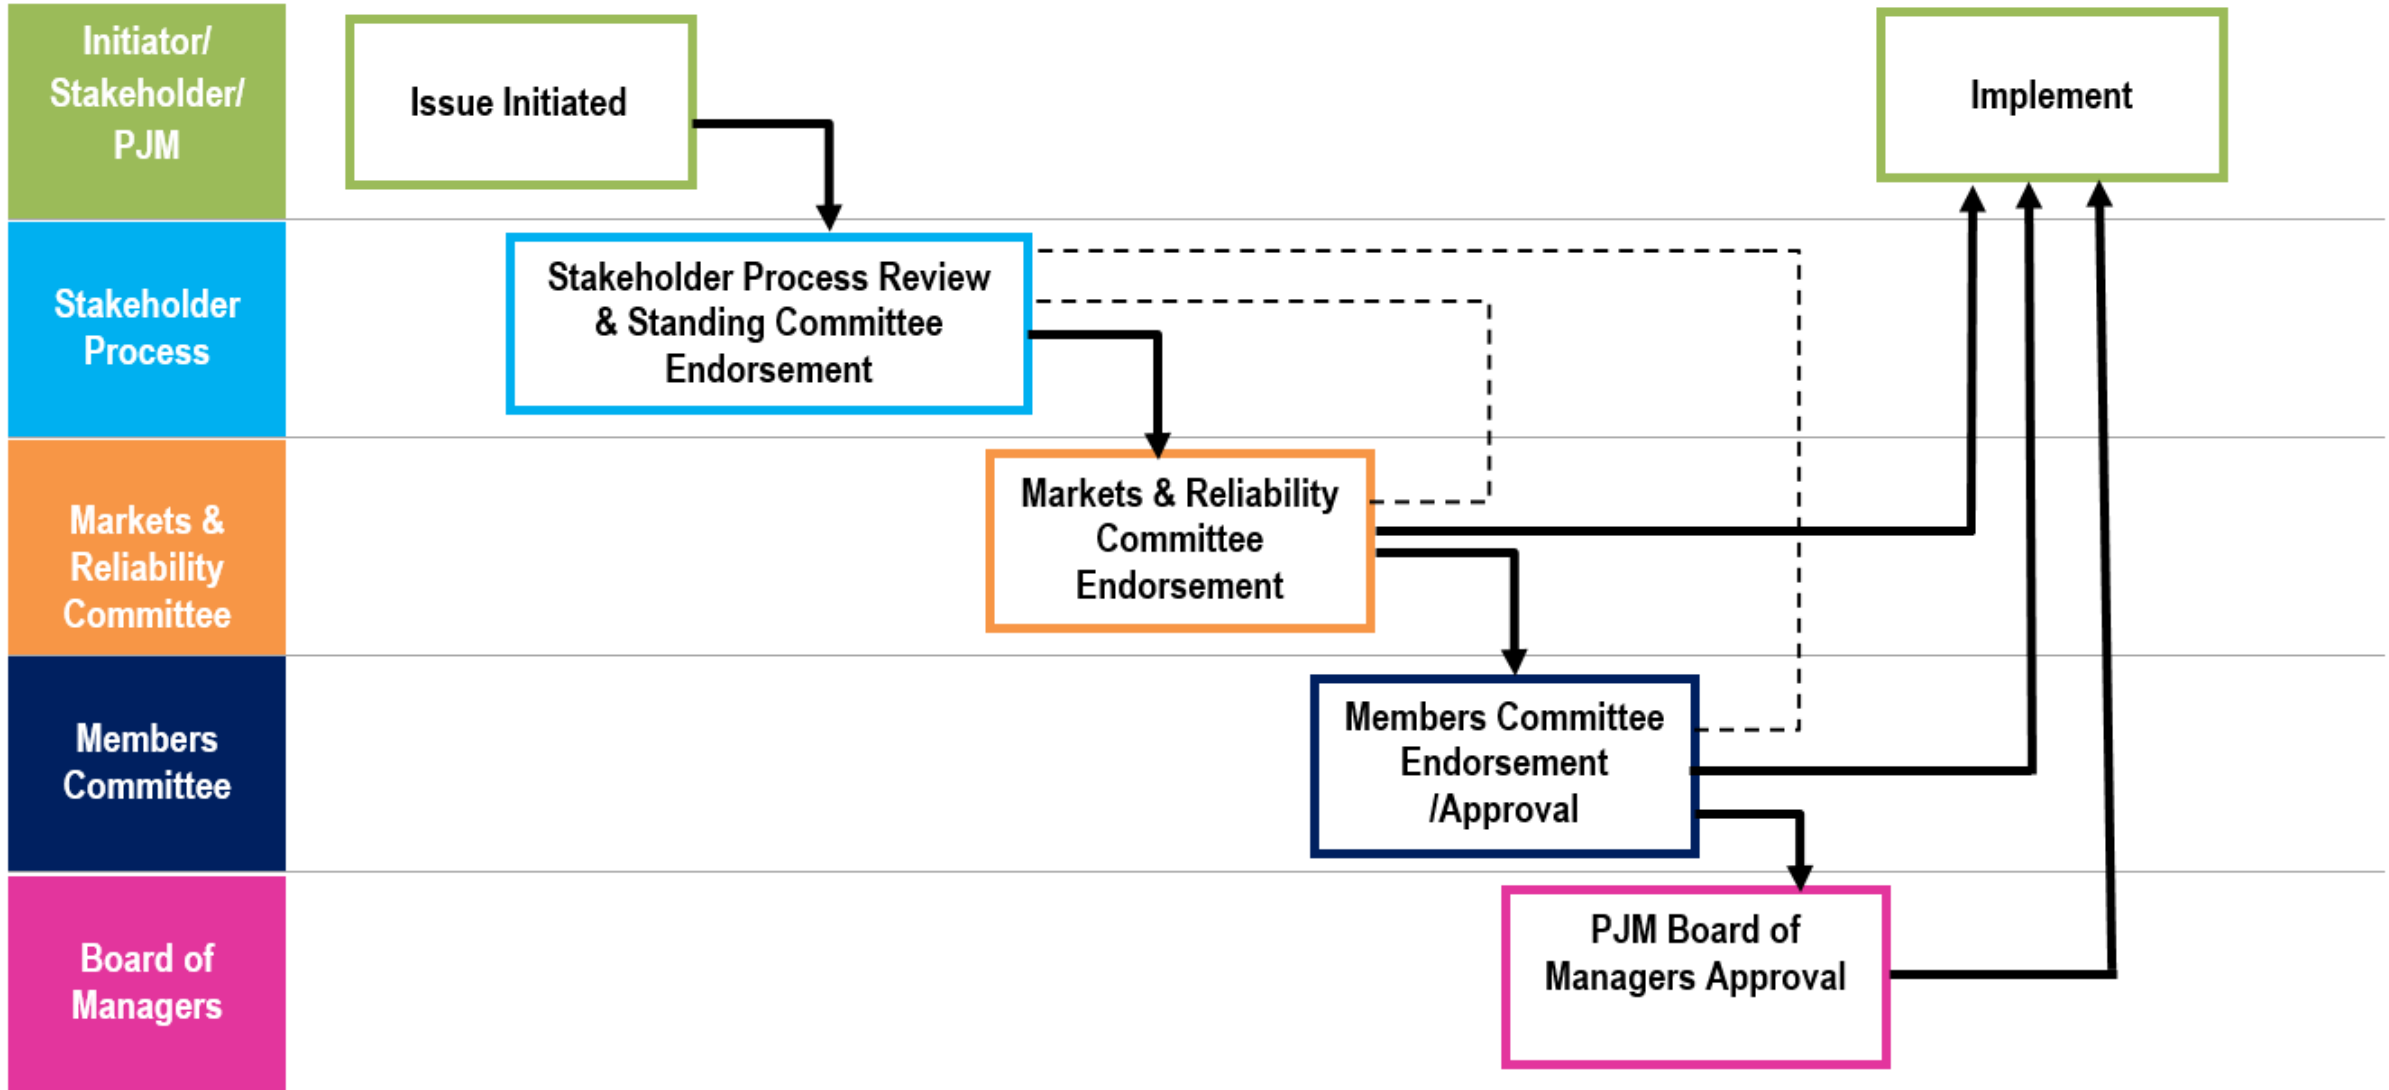 Initiator/
Stakeholder/
PJM
Issue Initiated
Implement
Stakeholder
Process
Stakeholder Process Review
& Standing Committee
Endorsement
Markets &
Reliability
Committee
Markets & Reliability
Committee
Endorsement
Members
Committee
Members Committee
Endorsement
/Approval
Board of
Managers
PJM Board of
Managers Approval